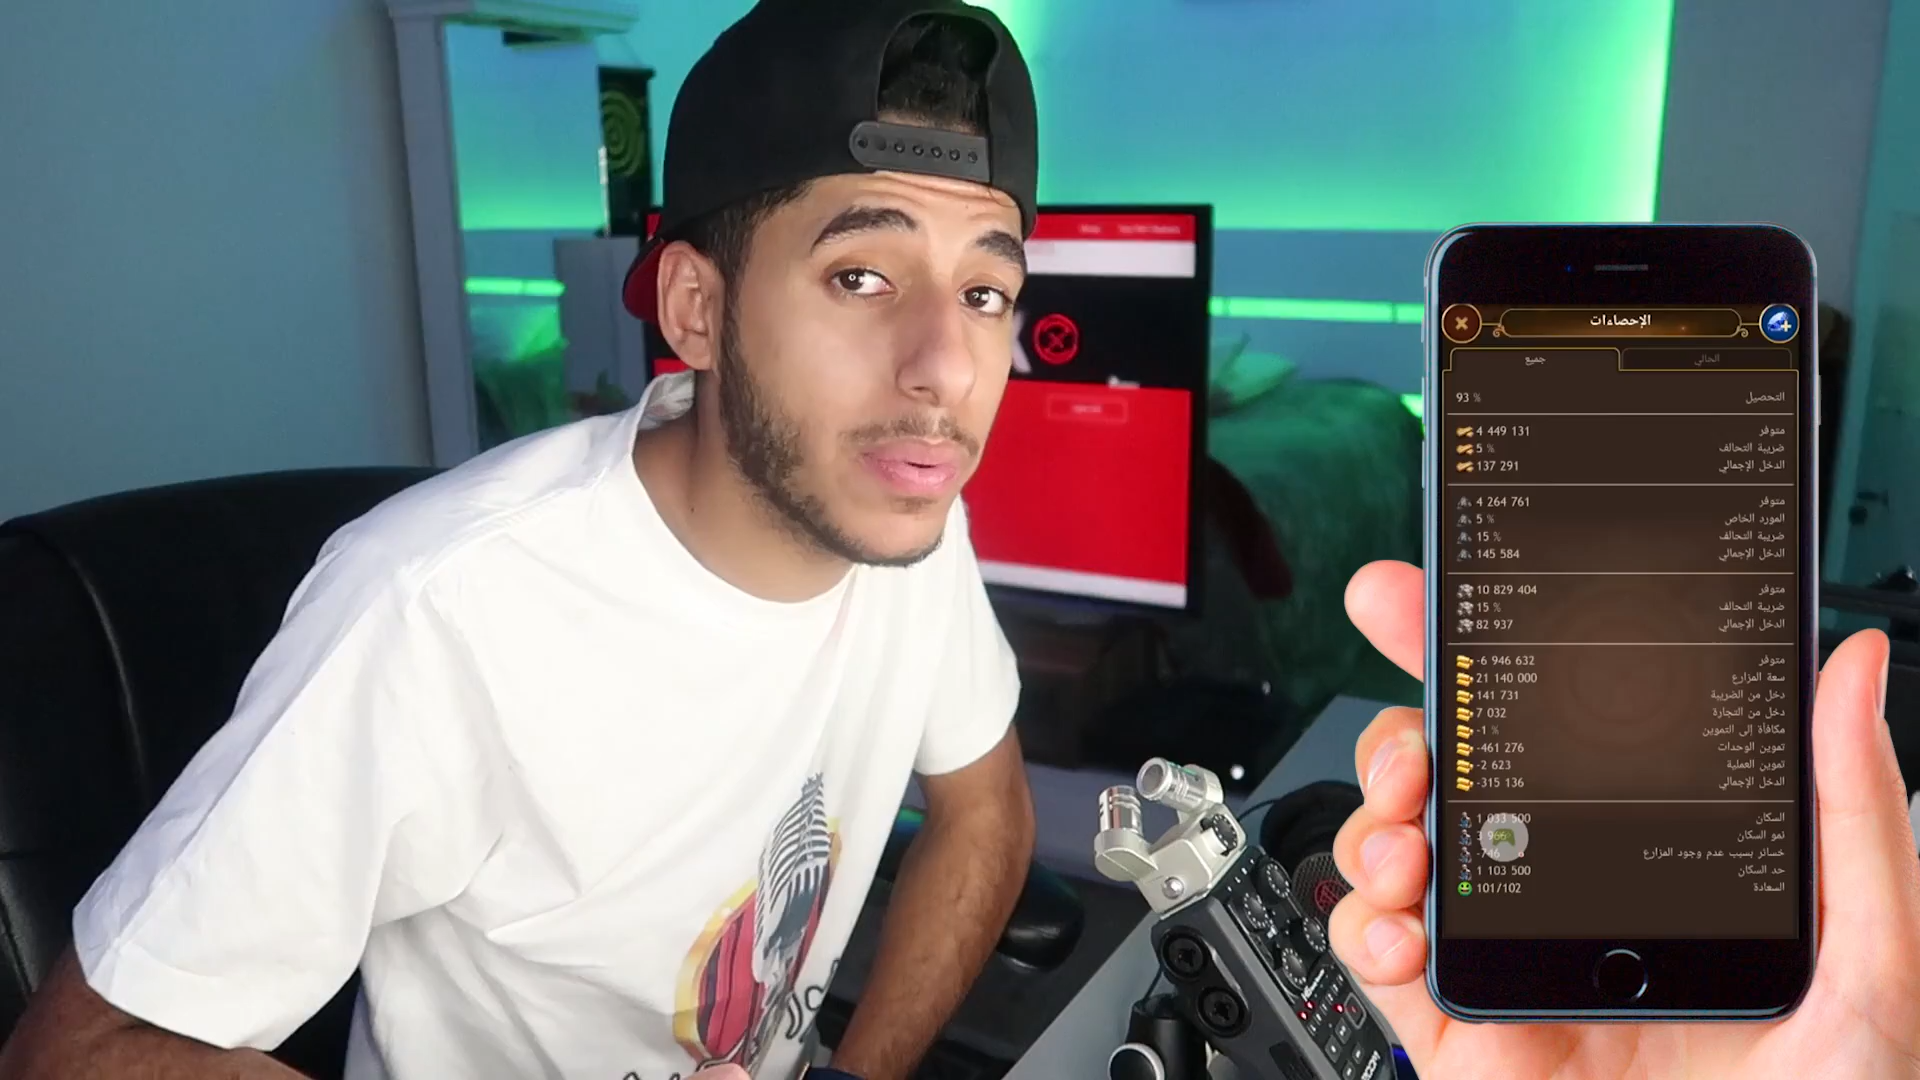 الإحصاءات
جميع
الحالي
93 % التحصيل
4 449 131 متوفر
5 % ضريبة التحالف
137 291 الدخل الإجمالي
4 264 761 متوفر
5 % المورد الخاص
15 % ضريبة التحالف
145 584 الدخل الإجمالي
10 829 404 متوفر
15 % ضريبة التحالف
82 937 الدخل الإجمالي
-6 946 632 متوفر
21 140 000 سعة المزارع
141 731 دخل من الضريبة
7 032 دخل من التجارة
-1 % مكافأة إلى التموين
-461 276 تموين الوحدات
-2 623 تموين العملية
-315 136 الدخل الإجمالي
1 033 500 السكان
نمو السكان
خسائر بسبب عدم وجود المزارع
1 103 500 حد السكان
101/102 السعادة